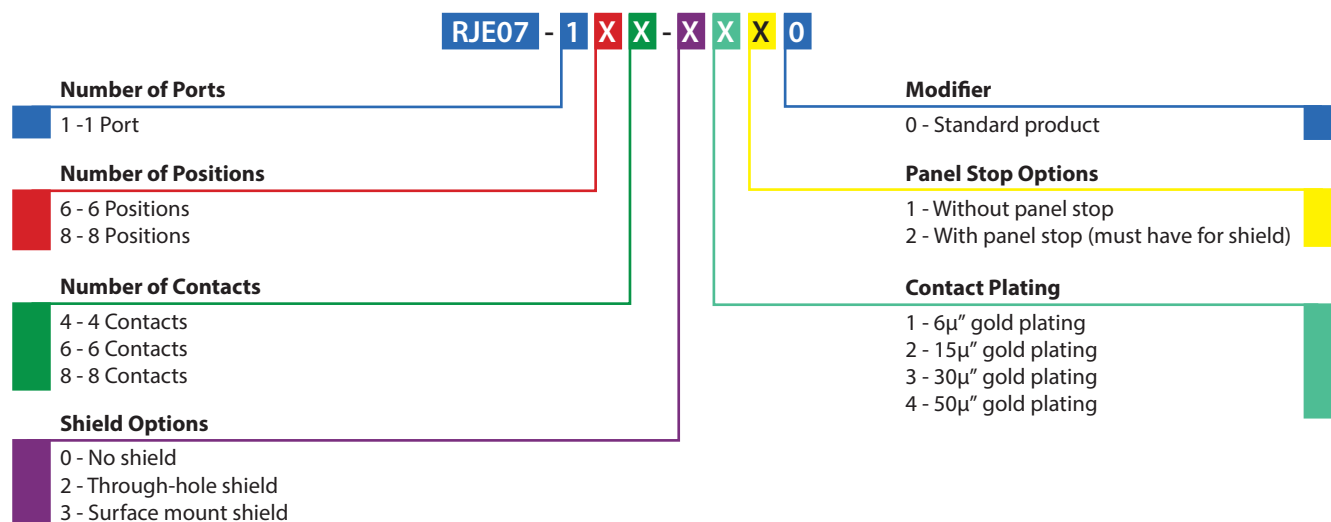 RJE07 - 1 X X - X X X 0
Number of Ports
1 -1 Port
Number of Positions
6 - 6 Positions
8 - 8 Positions
Number of Contacts
4 - 4 Contacts
6 - 6 Contacts
8 - 8 Contacts
Shield Options
0 - No shield
2 - Through-hole shield
3 - Surface mount shield
Modifier
0 - Standard product
Panel Stop Options
1 - Without panel stop
2 - With panel stop (must have for shield)
Contact Plating
1 - 6µ” gold plating
2 - 15µ” gold plating
3 - 30µ” gold plating
4 - 50µ” gold plating